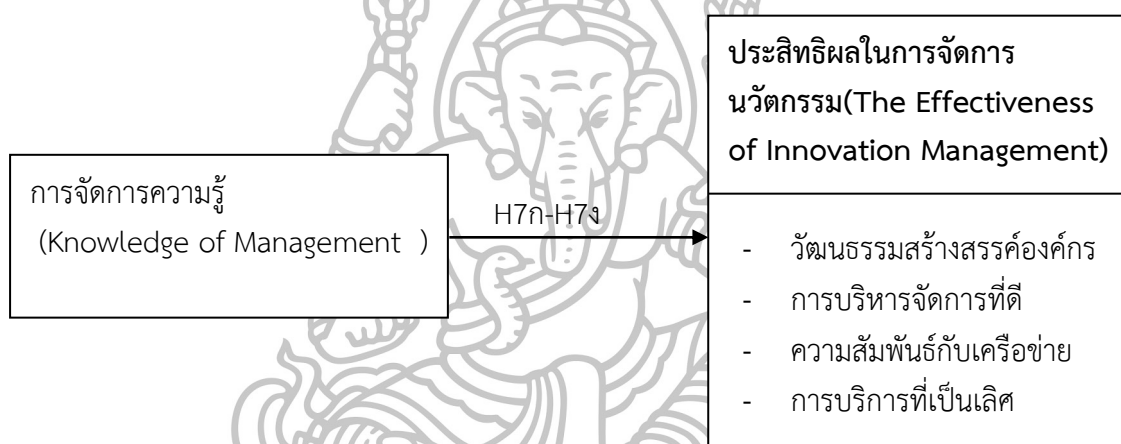 การจัดการความรู้
(Knowledge of Management )
H7ก-H7ง
ประสิทธิผลในการจัดการ
นวัตกรรม(The Effectiveness
of Innovation Management)
- วัฒนธรรมสร้างสรรค์องค์กร
- การบริหารจัดการที่ดี
- ความสัมพันธ์กับเครือข่าย
- การบริการที่เป็นเลิศ